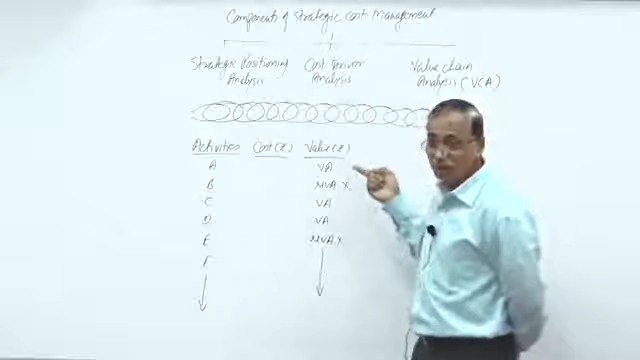 Components of Strategic Cost Management
Strategic Positioning Analysis
Cost Driver Analysis
Value Chain Analysis (VCA)
Activities Cost(₹) Value(₹)
A VA
B NVA X
C VA
D VA
E NVA X
F